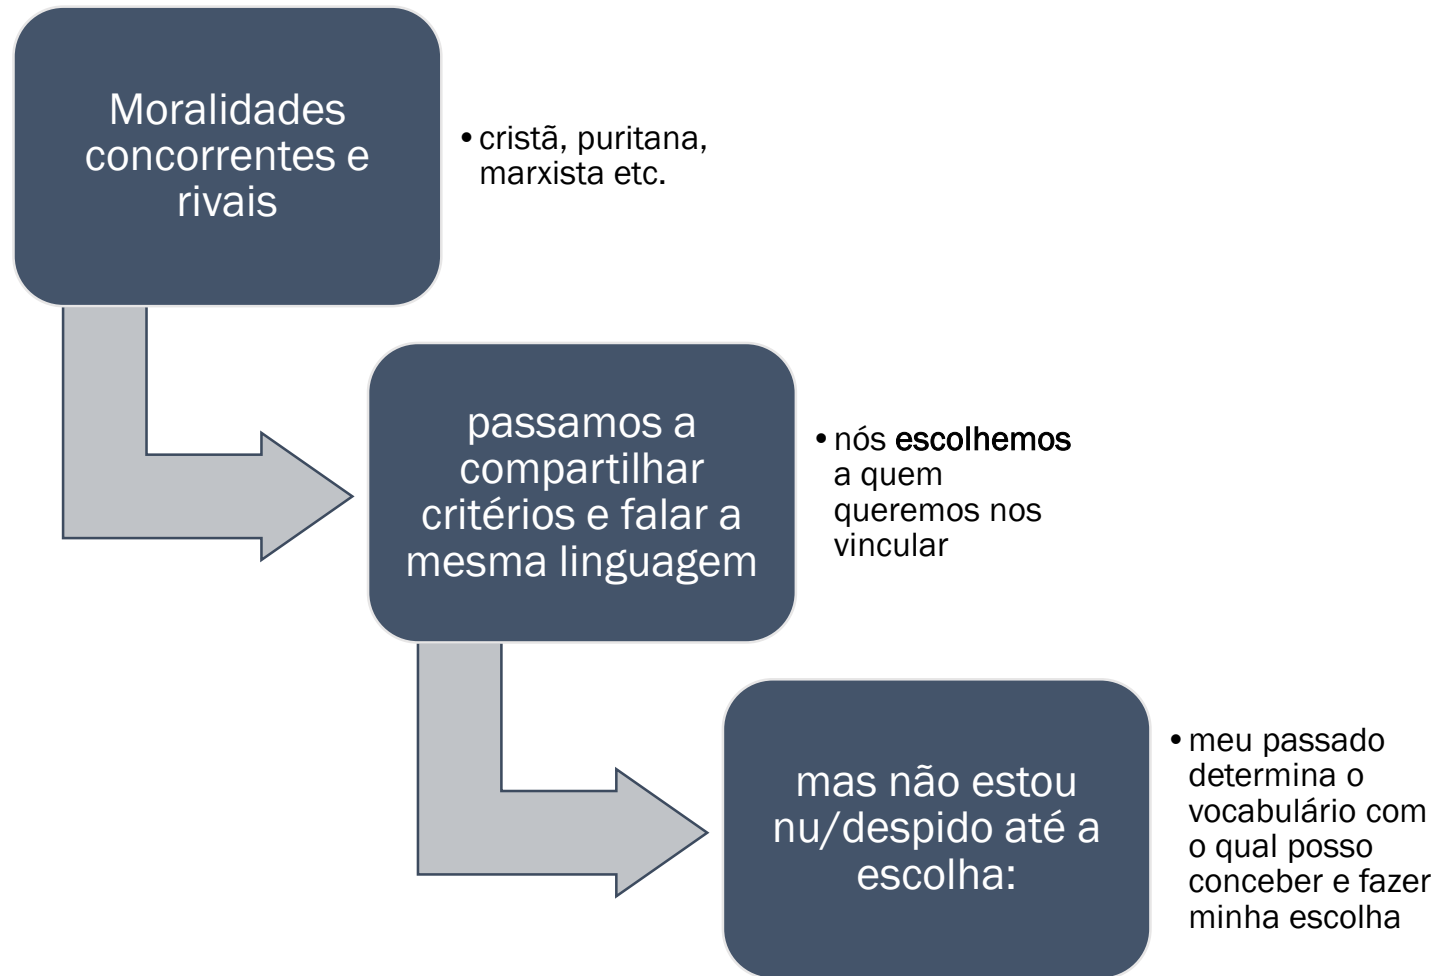 Moralidades
concorrentes e
rivais
•cristã, puritana,
marxista etc.
passamos a
compartilhar
critérios e falar a
mesma linguagem
•nós escolhemos
a quem
queremos nos
vincular
mas não estou
nu/despido até a
escolha:
•meu passado
determina o
vocabulário com
o qual posso
conceber e fazer
minha escolha